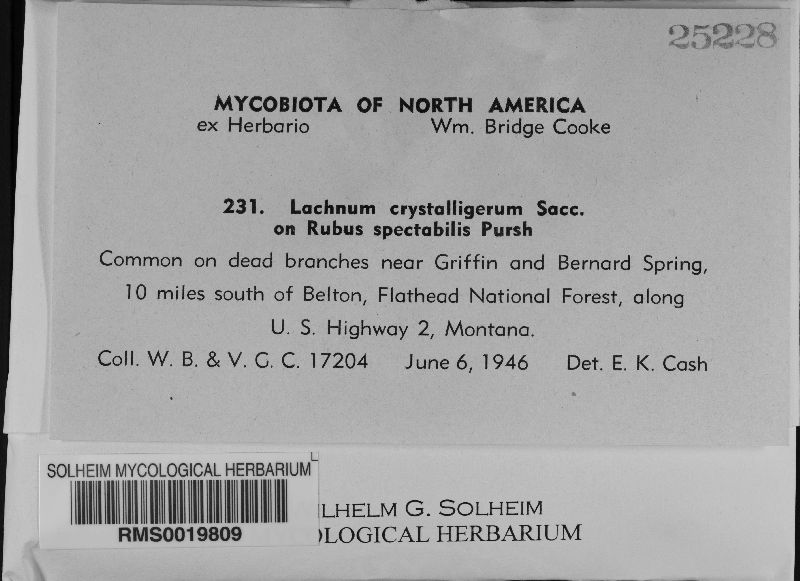 25228
MYCOBIOTA OF NORTH AMERICA
ex Herbario Wm. Bridge Cooke
231. Lachnum crystalligerum Sacc.
on Rubus spectabilis Pursh
Common on dead branches near Griffin and Bernard Spring,
10 miles south of Belton, Flathead National Forest, along
U. S. Highway 2, Montana.
Coll. W. B. & V. G. C. 17204 June 6, 1946 Det. E. K. Cash
SOLHEIM MYCOLOGICAL HERBARIUM
RMS0019809
LHELM G. SOLHEIM
OLOGICAL HERBARIUM